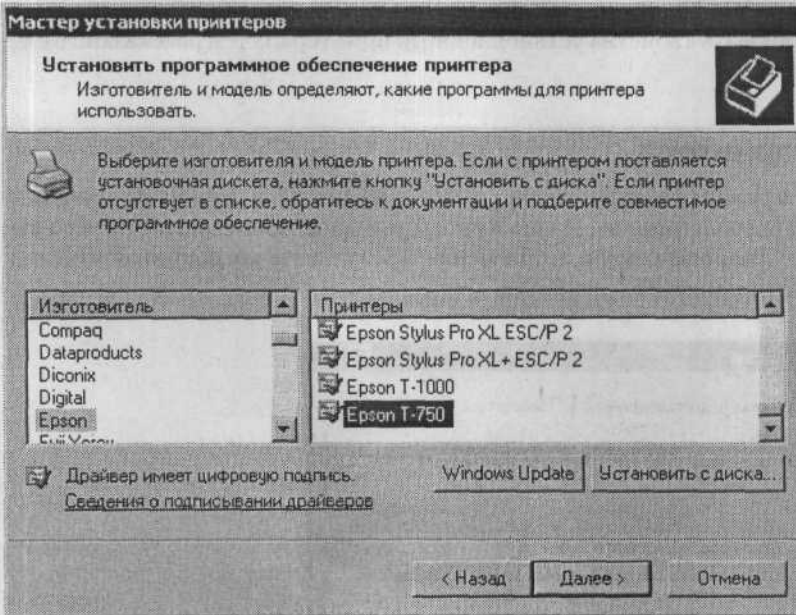 Мастер установки принтеров
Установить программное обеспечение принтера
Изготовитель и модель определяют, какие программы для принтера
использовать.
Выберите изготовителя и модель принтера. Если с принтером поставляется
установочная дискета, нажмите кнопку "Установить с диска". Если принтер
отсутствует в списке, обратитесь к документации и подберите совместимое
программное обеспечение.
Изготовитель
Compaq
Dataproducts
Diconix
Digital
Epson
Fuji Xerox
Принтеры
Epson Stylus Pro XL ESC/P 2
Epson Stylus Pro XL+ ESC/P 2
Epson T-1000
Epson T-750
Драйвер имеет цифровую подпись.
Сведения о подписывании драйверов
Windows Update
Установить с диска...
< Назад
Далее >
Отмена